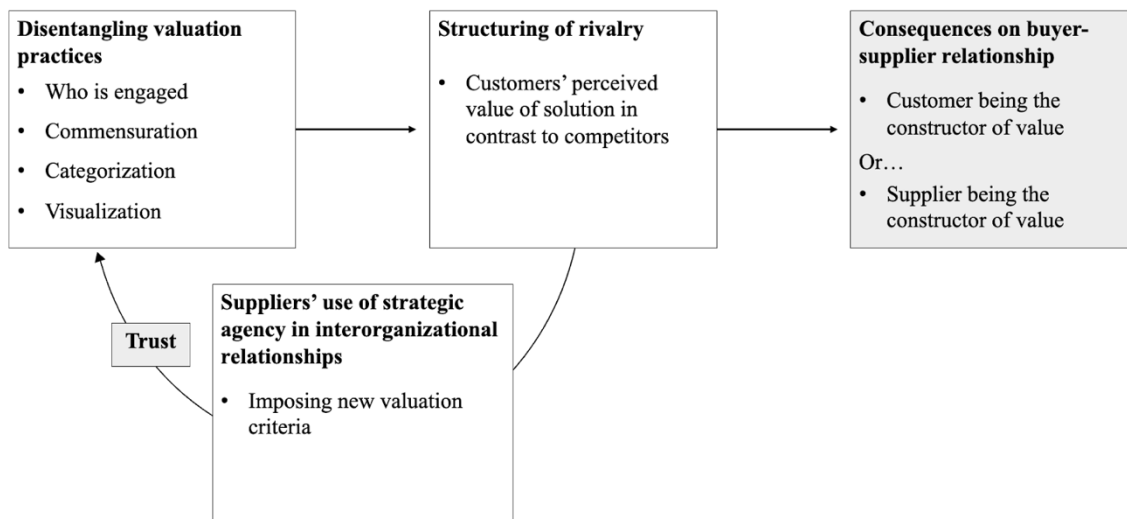 Disentangling valuation
practices
• Who is engaged
• Commensuration
• Categorization
• Visualization
Structuring of rivalry
• Customers’ perceived
value of solution in
contrast to competitors
Consequences on buyer-
supplier relationship
• Customer being the
constructor of value
Or…
• Supplier being the
constructor of value
Trust
Suppliers’ use of strategic
agency in interorganizational
relationships
• Imposing new valuation
criteria